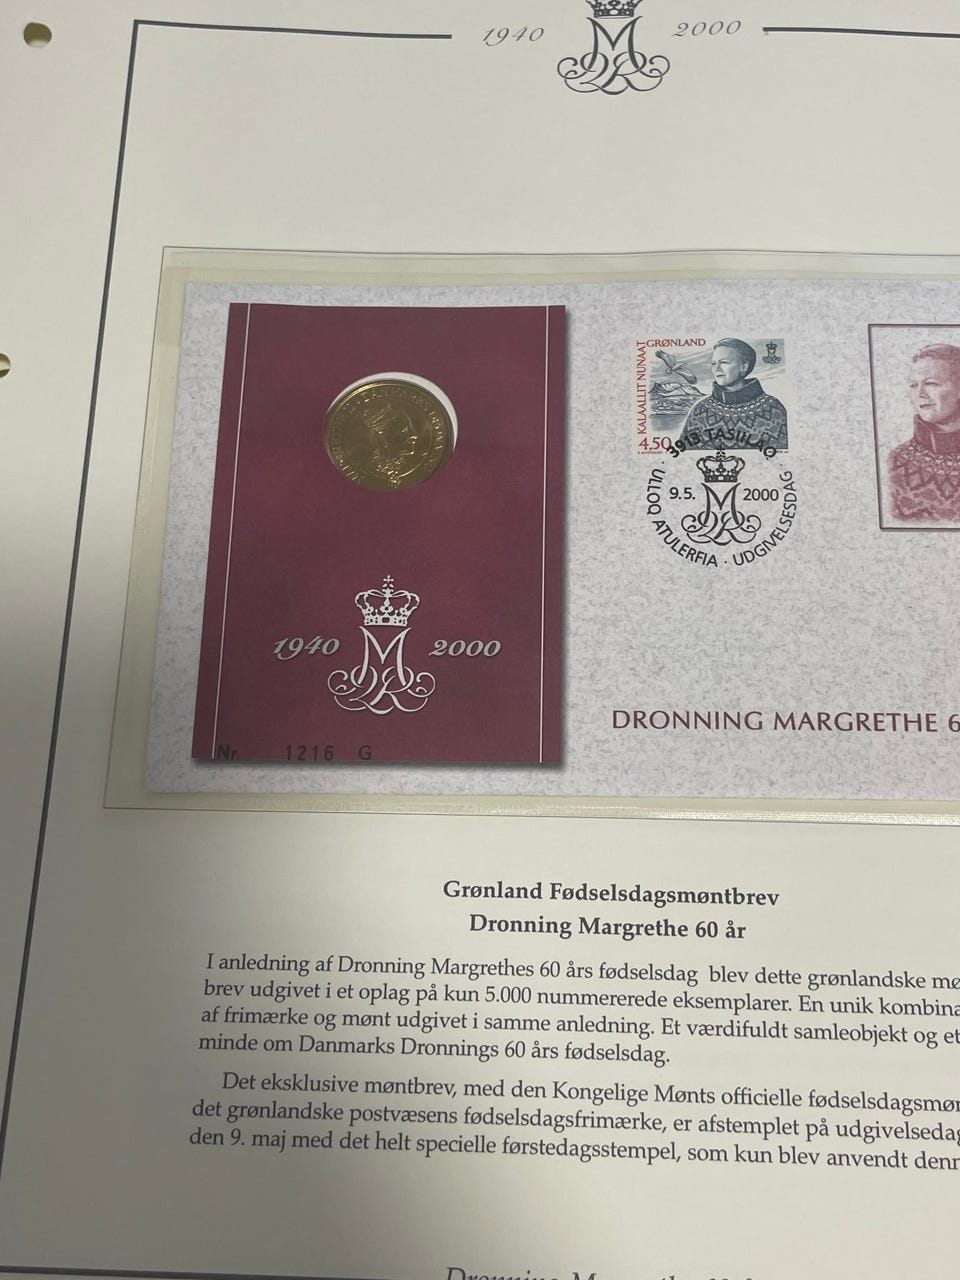 1940 2000
KALAALLIT NUNAAT
GRØNLAND
4.50
3913 TASIILAQ
9.5. 2000
ULLOQ ATULERFIA · UDGIVELSESDAG ·
1940 2000
Nr. 1216 G
DRONNING MARGRETHE 6
Grønland Fødselsdagsmøntbrev
Dronning Margrethe 60 år
I anledning af Dronning Margrethes 60 års fødselsdag blev dette grønlandske mø
brev udgivet i et oplag på kun 5.000 nummererede eksemplarer. En unik kombina
af frimærke og mønt udgivet i samme anledning. Et værdifuldt samleobjekt og et
minde om Danmarks Dronnings 60 års fødselsdag.
Det eksklusive møntbrev, med den Kongelige Mønts officielle fødselsdagsmø
det grønlandske postvæsens fødselsdagsfrimærke, er afstemplet på udgivelsedag
den 9. maj med det helt specielle førstedagsstempel, som kun blev anvendt denn
Dronning